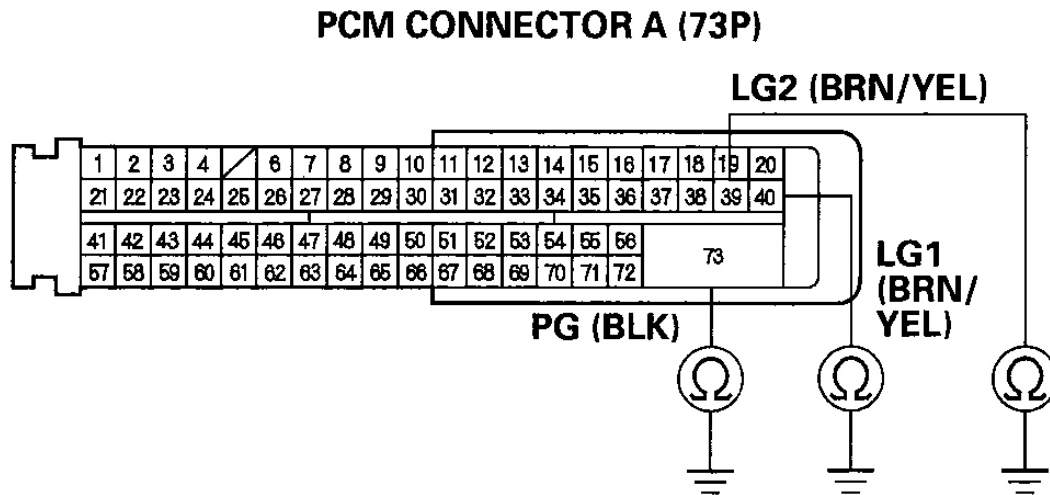 PCM CONNECTOR A (73P)
LG2 (BRN/YEL)
1 2 3 4 6 7 8 9 10 11 12 13 14 15 16 17 18 19 20
21 22 23 24 25 26 27 28 29 30 31 32 33 34 35 36 37 38 39 40
41 42 43 44 45 46 47 48 49 50 51 52 53 54 55 56 73
57 58 59 60 61 62 63 64 65 66 67 68 69 70 71 72
LG1
(BRN/
YEL)
PG (BLK)
Ω Ω Ω